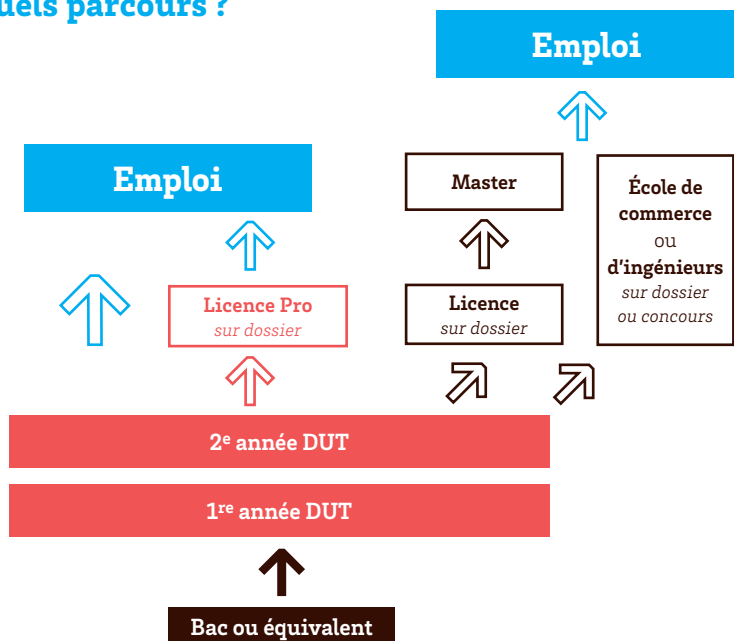 uels parcours ?
Emploi
Emploi
Master
École de
commerce
ou
d'ingénieurs
sur dossier
ou concours
Licence Pro
sur dossier
Licence
sur dossier
2e année DUT
1re année DUT
Bac ou équivalent